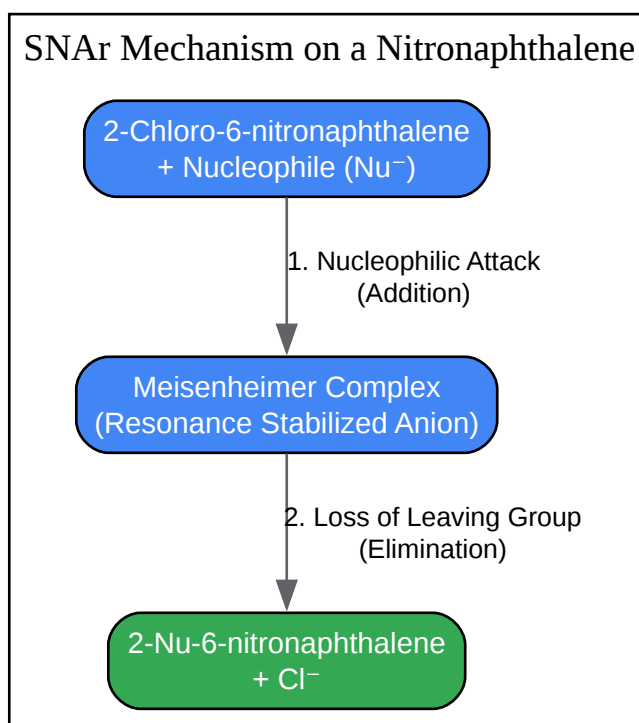 SNAr Mechanism on a Nitronaphthalene
2-Chloro-6-nitronaphthalene
+ Nucleophile (Nu⁻)
1. Nucleophilic Attack
(Addition)
Meisenheimer Complex
(Resonance Stabilized Anion)
2. Loss of Leaving Group
(Elimination)
2-Nu-6-nitronaphthalene
+ Cl⁻